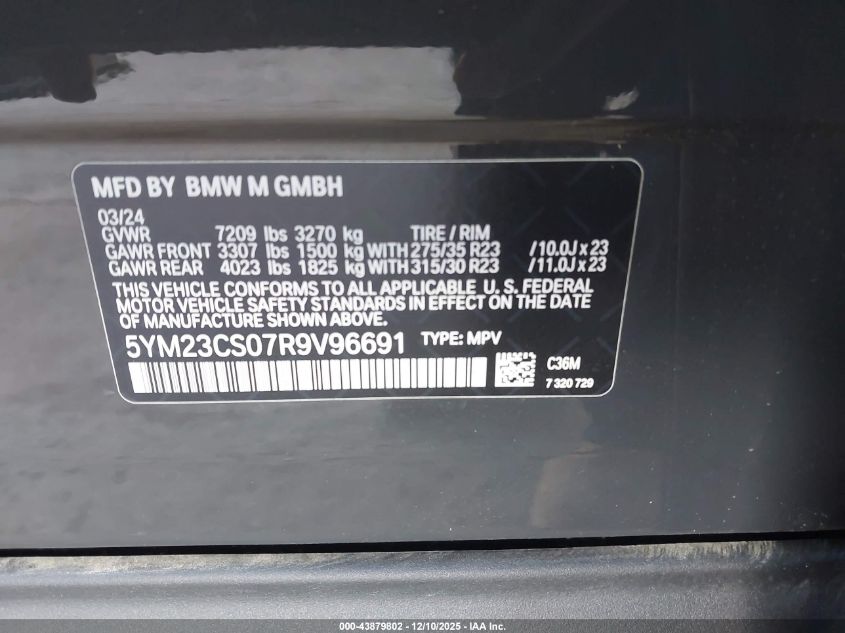 MFD BY BMW M GMBH
03/24
GVWR 7209 lbs 3270 kg TIRE / RIM
GAWR FRONT 3307 lbs 1500 kg WITH 275/35 R23 /10.0J x 23
GAWR REAR 4023 lbs 1825 kg WITH 315/30 R23 /11.0J x 23
THIS VEHICLE CONFORMS TO ALL APPLICABLE U. S. FEDERAL
MOTOR VEHICLE SAFETY STANDARDS IN EFFECT ON THE DATE
OF MANUFACTURE SHOWN ABOVE.
5YM23CS07R9V96691 TYPE: MPV
C36M
7 320 729
000-43879802 — 12/10/2025 — IAA Inc.